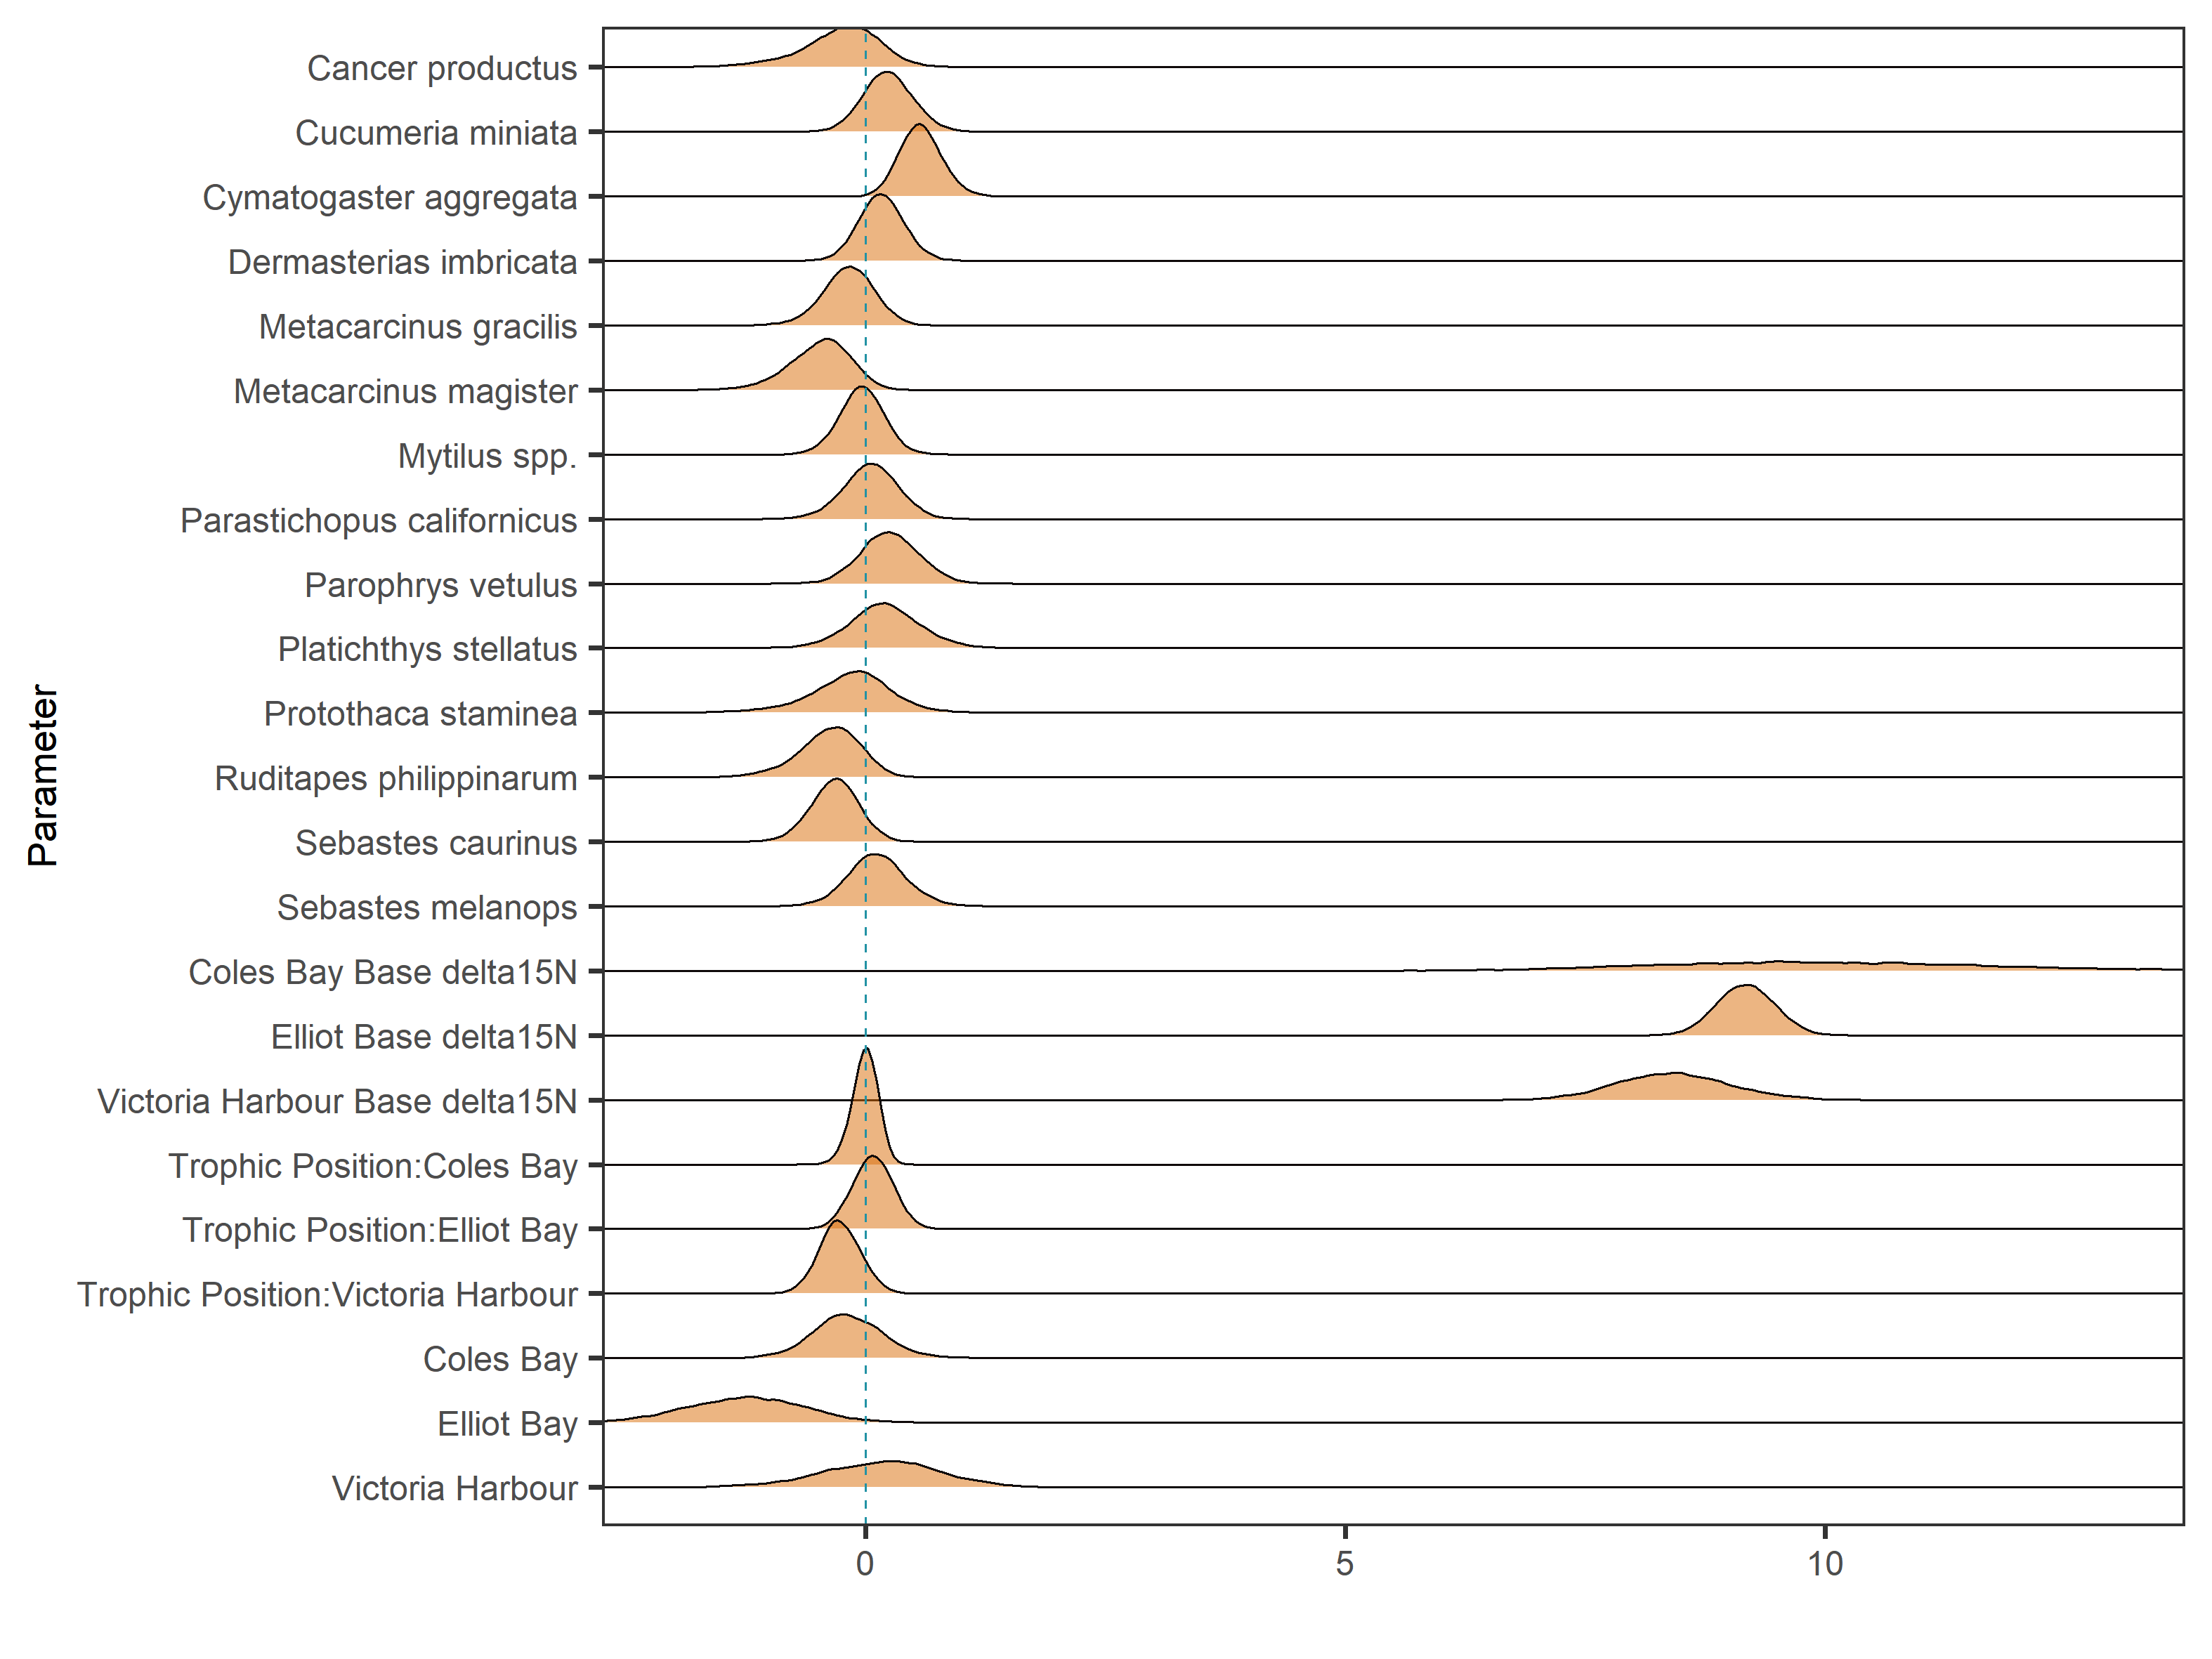 Parameter
Cancer productus
Cucumeria miniata
Cymatogaster aggregata
Dermasterias imbricata
Metacarcinus gracilis
Metacarcinus magister
Mytilus spp.
Parastichopus californicus
Parophrys vetulus
Platichthys stellatus
Protothaca staminea
Ruditapes philippinarum
Sebastes caurinus
Sebastes melanops
Coles Bay Base delta15N
Elliot Base delta15N
Victoria Harbour Base delta15N
Trophic Position:Coles Bay
Trophic Position:Elliot Bay
Trophic Position:Victoria Harbour
Coles Bay
Elliot Bay
Victoria Harbour
0 5 10